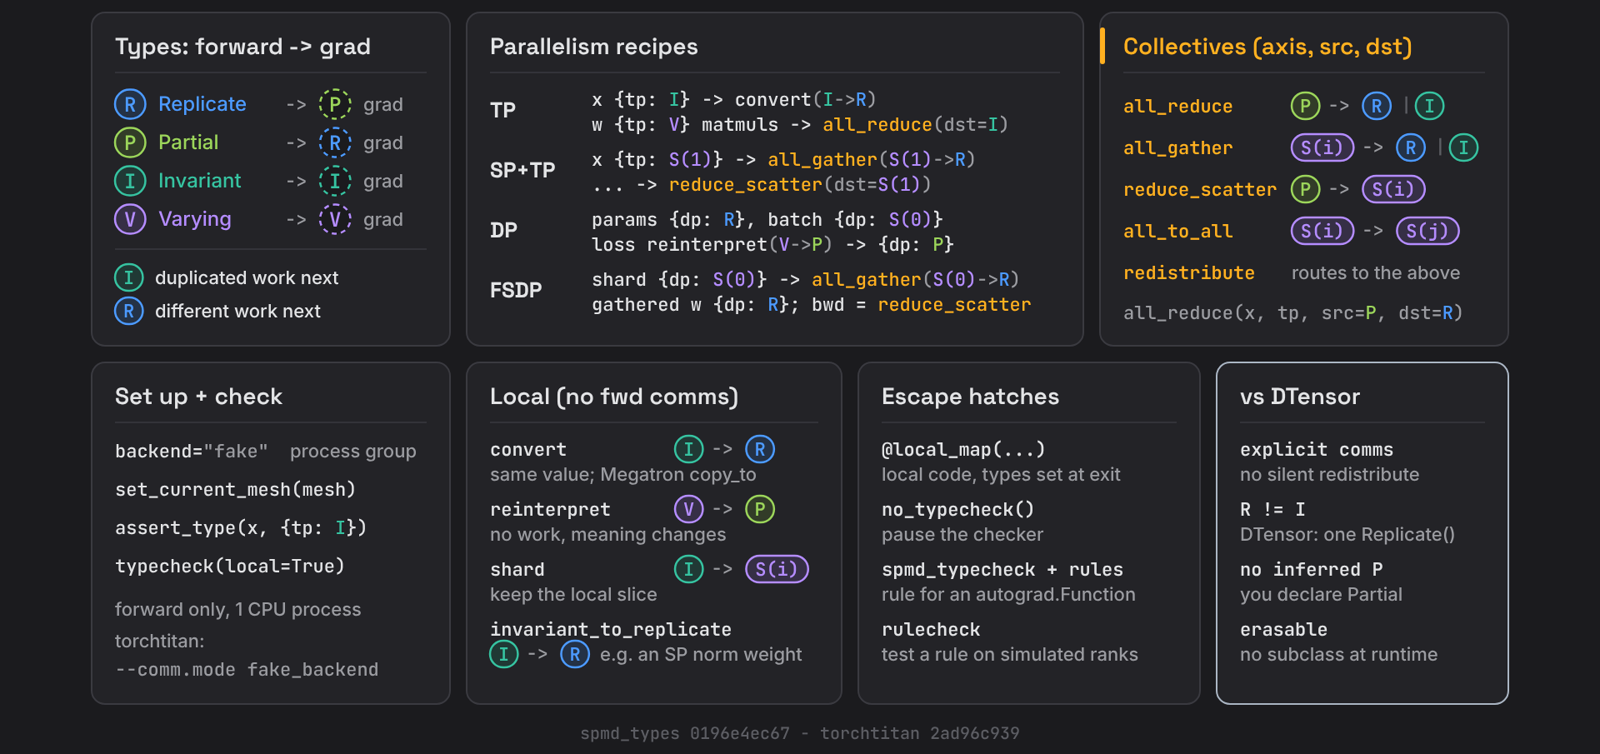 Types: forward -> grad
R Replicate -> P grad
P Partial -> R grad
I Invariant -> I grad
V Varying -> V grad
I duplicated work next
R different work next
Parallelism recipes
TP x {tp: I} -> convert(I->R)
w {tp: V} matmuls -> all_reduce(dst=I)
SP+TP x {tp: S(1)} -> all_gather(S(1)->R)
... -> reduce_scatter(dst=S(1))
DP params {dp: R}, batch {dp: S(0)}
loss reinterpret(V->P) -> {dp: P}
FSDP shard {dp: S(0)} -> all_gather(S(0)->R)
gathered w {dp: R}; bwd = reduce_scatter
Collectives (axis, src, dst)
all_reduce P -> R | I
all_gather S(i) -> R | I
reduce_scatter P -> S(i)
all_to_all S(i) -> S(j)
redistribute routes to the above
all_reduce(x, tp, src=P, dst=R)
Set up + check
backend="fake" process group
set_current_mesh(mesh)
assert_type(x, {tp: I})
typecheck(local=True)
forward only, 1 CPU process
torchtitan:
--comm.mode fake_backend
Local (no fwd comms)
convert I -> R
same value; Megatron copy_to
reinterpret V -> P
no work, meaning changes
shard I -> S(i)
keep the local slice
invariant_to_replicate
I -> R e.g. an SP norm weight
Escape hatches
@local_map(...)
local code, types set at exit
no_typecheck()
pause the checker
spmd_typecheck + rules
rule for an autograd.Function
rulecheck
test a rule on simulated ranks
vs DTensor
explicit comms
no silent redistribute
R != I
DTensor: one Replicate()
no inferred P
you declare Partial
erasable
no subclass at runtime
spmd_types 0196e4ec67 - torchtitan 2ad96c939